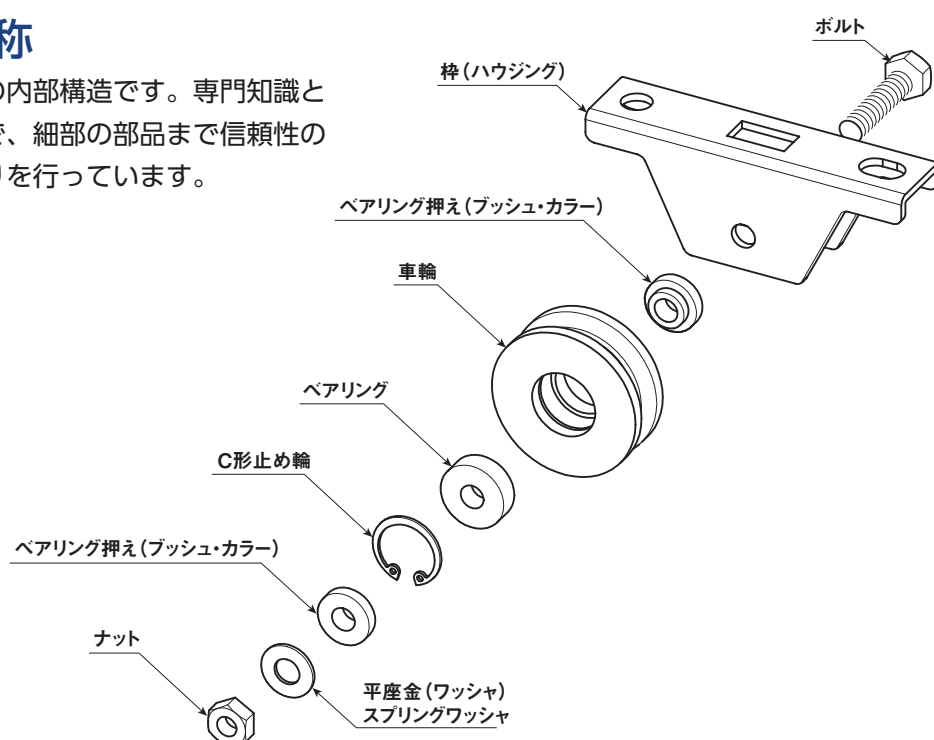 称
の内部構造です。専門知識と
で、細部の部品まで信頼性の
りを行っています。
ボルト
枠（ハウジング）
ベアリング押え（ブッシュ・カラー）
車輪
ベアリング
C形止め輪
ベアリング押え（ブッシュ・カラー）
ナット
平座金（ワッシャ）
スプリングワッシャ